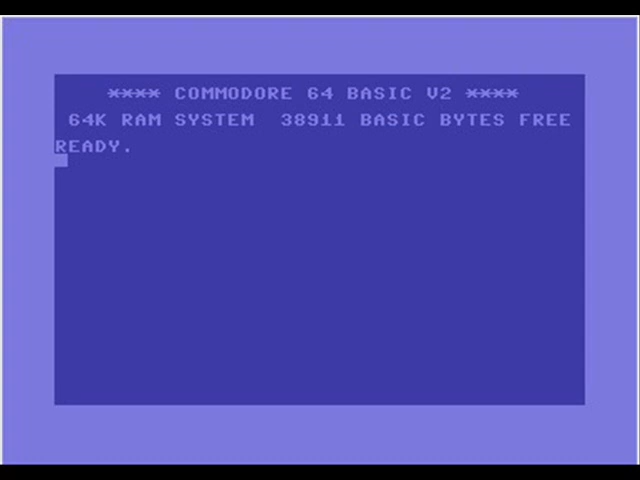 **** COMMODORE 64 BASIC V2 ****
64K RAM SYSTEM  38911 BASIC BYTES FREE
READY.